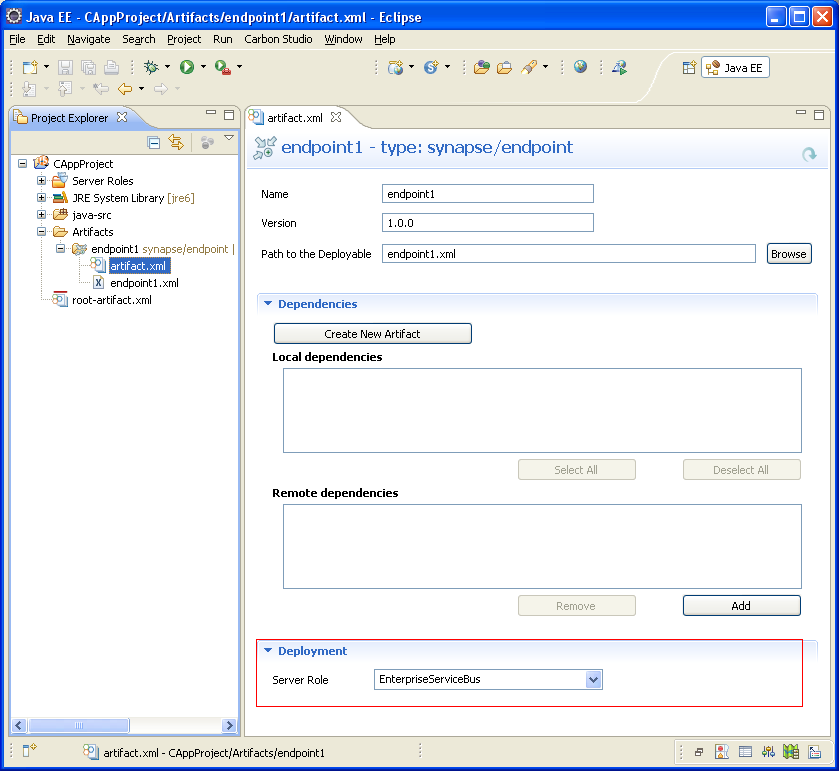 Java EE - CAppProject/Artifacts/endpoint1/artifact.xml - Eclipse
File Edit Navigate Search Project Run Carbon Studio Window Help
Java EE
Project Explorer
CAppProject
Server Roles
JRE System Library [jre6]
java-src
Artifacts
endpoint1 synapse/endpoint |
artifact.xml
endpoint1.xml
root-artifact.xml
artifact.xml
endpoint1 - type: synapse/endpoint
Name endpoint1
Version 1.0.0
Path to the Deployable endpoint1.xml Browse
Dependencies
Create New Artifact
Local dependencies
Select All Deselect All
Remote dependencies
Remove Add
Deployment
Server Role EnterpriseServiceBus
artifact.xml - CAppProject/Artifacts/endpoint1